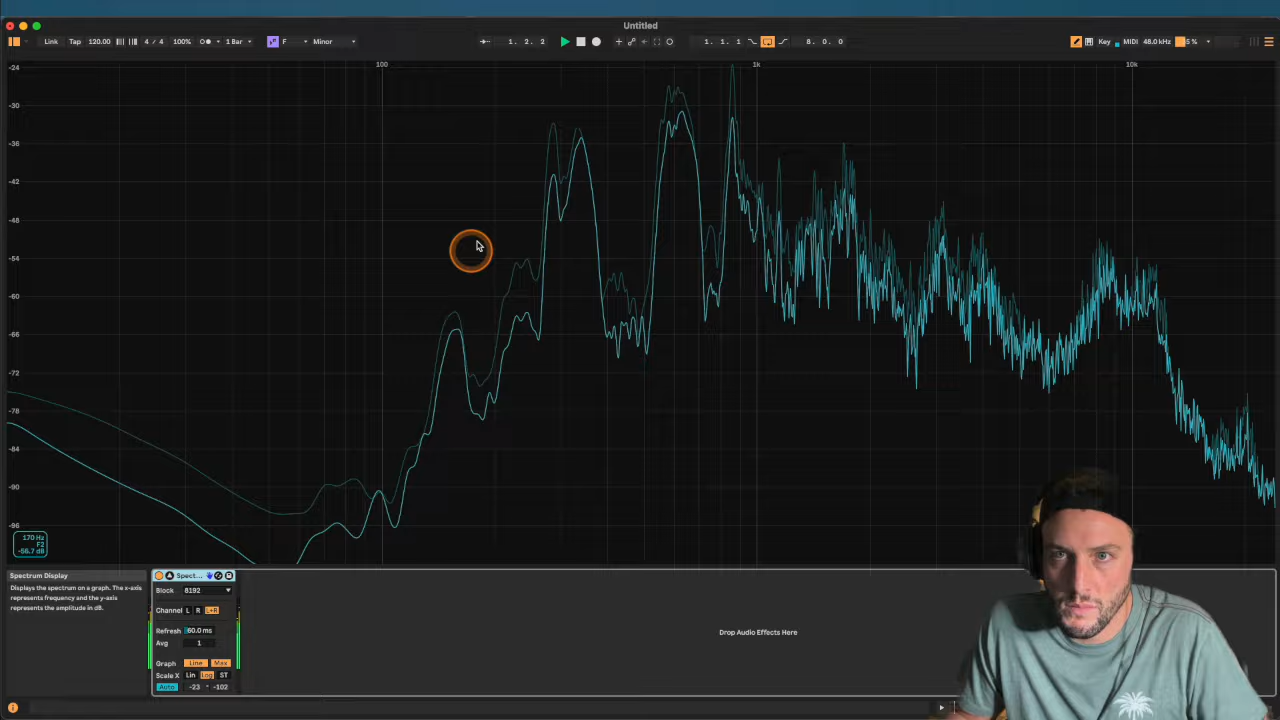 Untitled
Link Tap 120.00 4 / 4 100% 1 Bar F Minor 1. 2. 2 1. 1. 1 8. 0. 0 Key MIDI 48.0 kHz 5 %
100 1k 10k
-24
-30
-36
-42
-48
-54
-60
-66
-72
-78
-84
-90
-96
170 Hz
F2
-56.7 dB
Spectrum Display
Displays the spectrum on a graph. The x-axis
represents frequency and the y-axis
represents the amplitude in dB.
Spect...
Block 8192
Channel L R L+R
Refresh 60.0 ms
Avg 1
Graph Line Max
Scale X Lin Log ST
Auto -23 -102
Drop Audio Effects Here